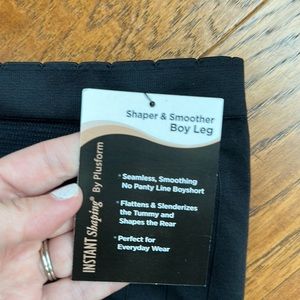 Shaper & Smoother
Boy Leg
INSTANT Shaping® By Plusform
• Seamless, Smoothing
No Panty Line Boyshort
• Flattens & Slenderizes
the Tummy and
Shapes the Rear
• Perfect for
Everyday Wear